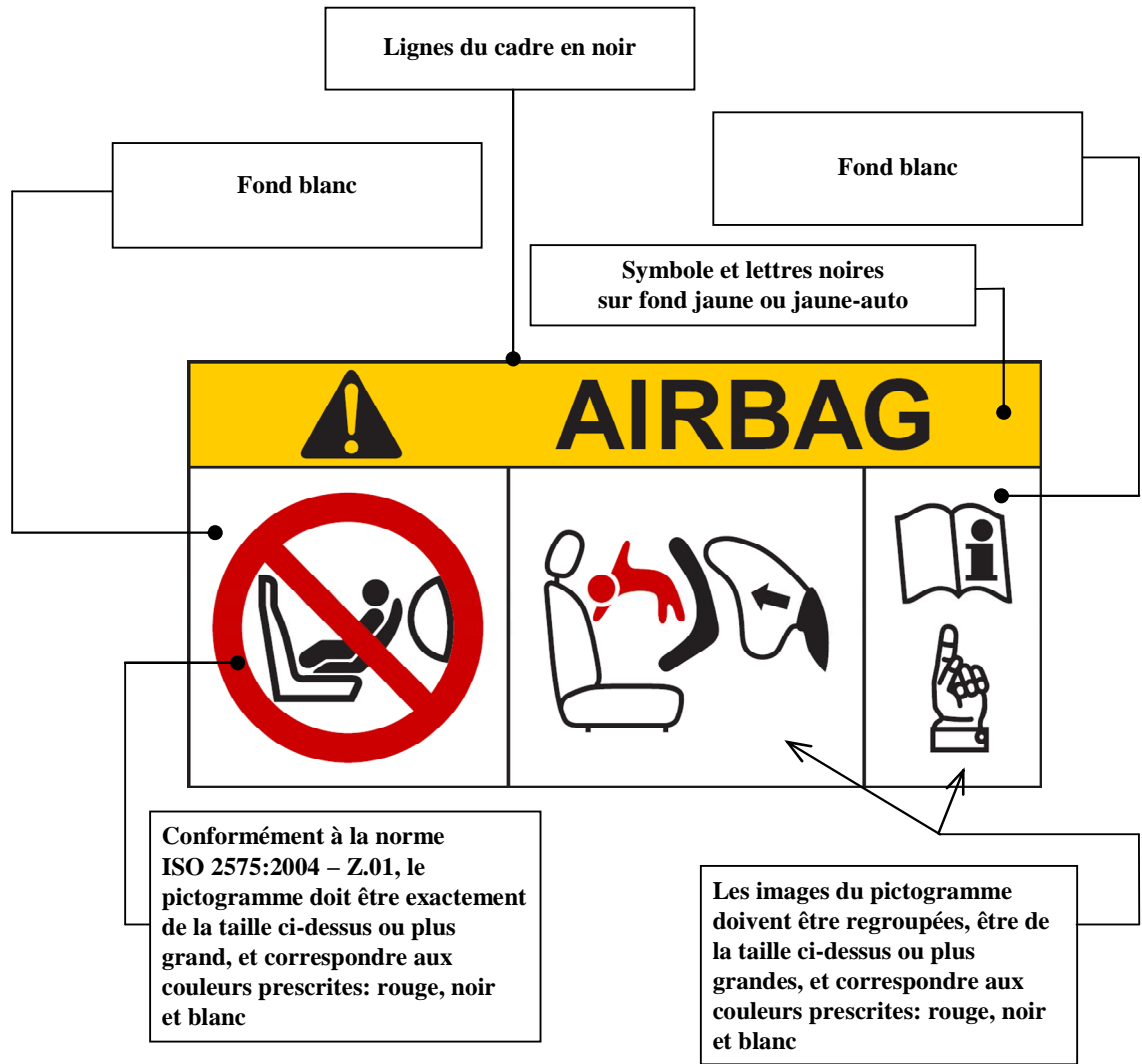 Lignes du cadre en noir
Fond blanc
Fond blanc
Symbole et lettres noires
sur fond jaune ou jaune-auto
AIRBAG
Conformément à la norme
ISO 2575:2004 – Z.01, le
pictogramme doit être exactement
de la taille ci-dessus ou plus
grand, et correspondre aux
couleurs prescrites: rouge, noir
et blanc
Les images du pictogramme
doivent être regroupées, être de
la taille ci-dessus ou plus
grandes, et correspondre aux
couleurs prescrites: rouge, noir
et blanc